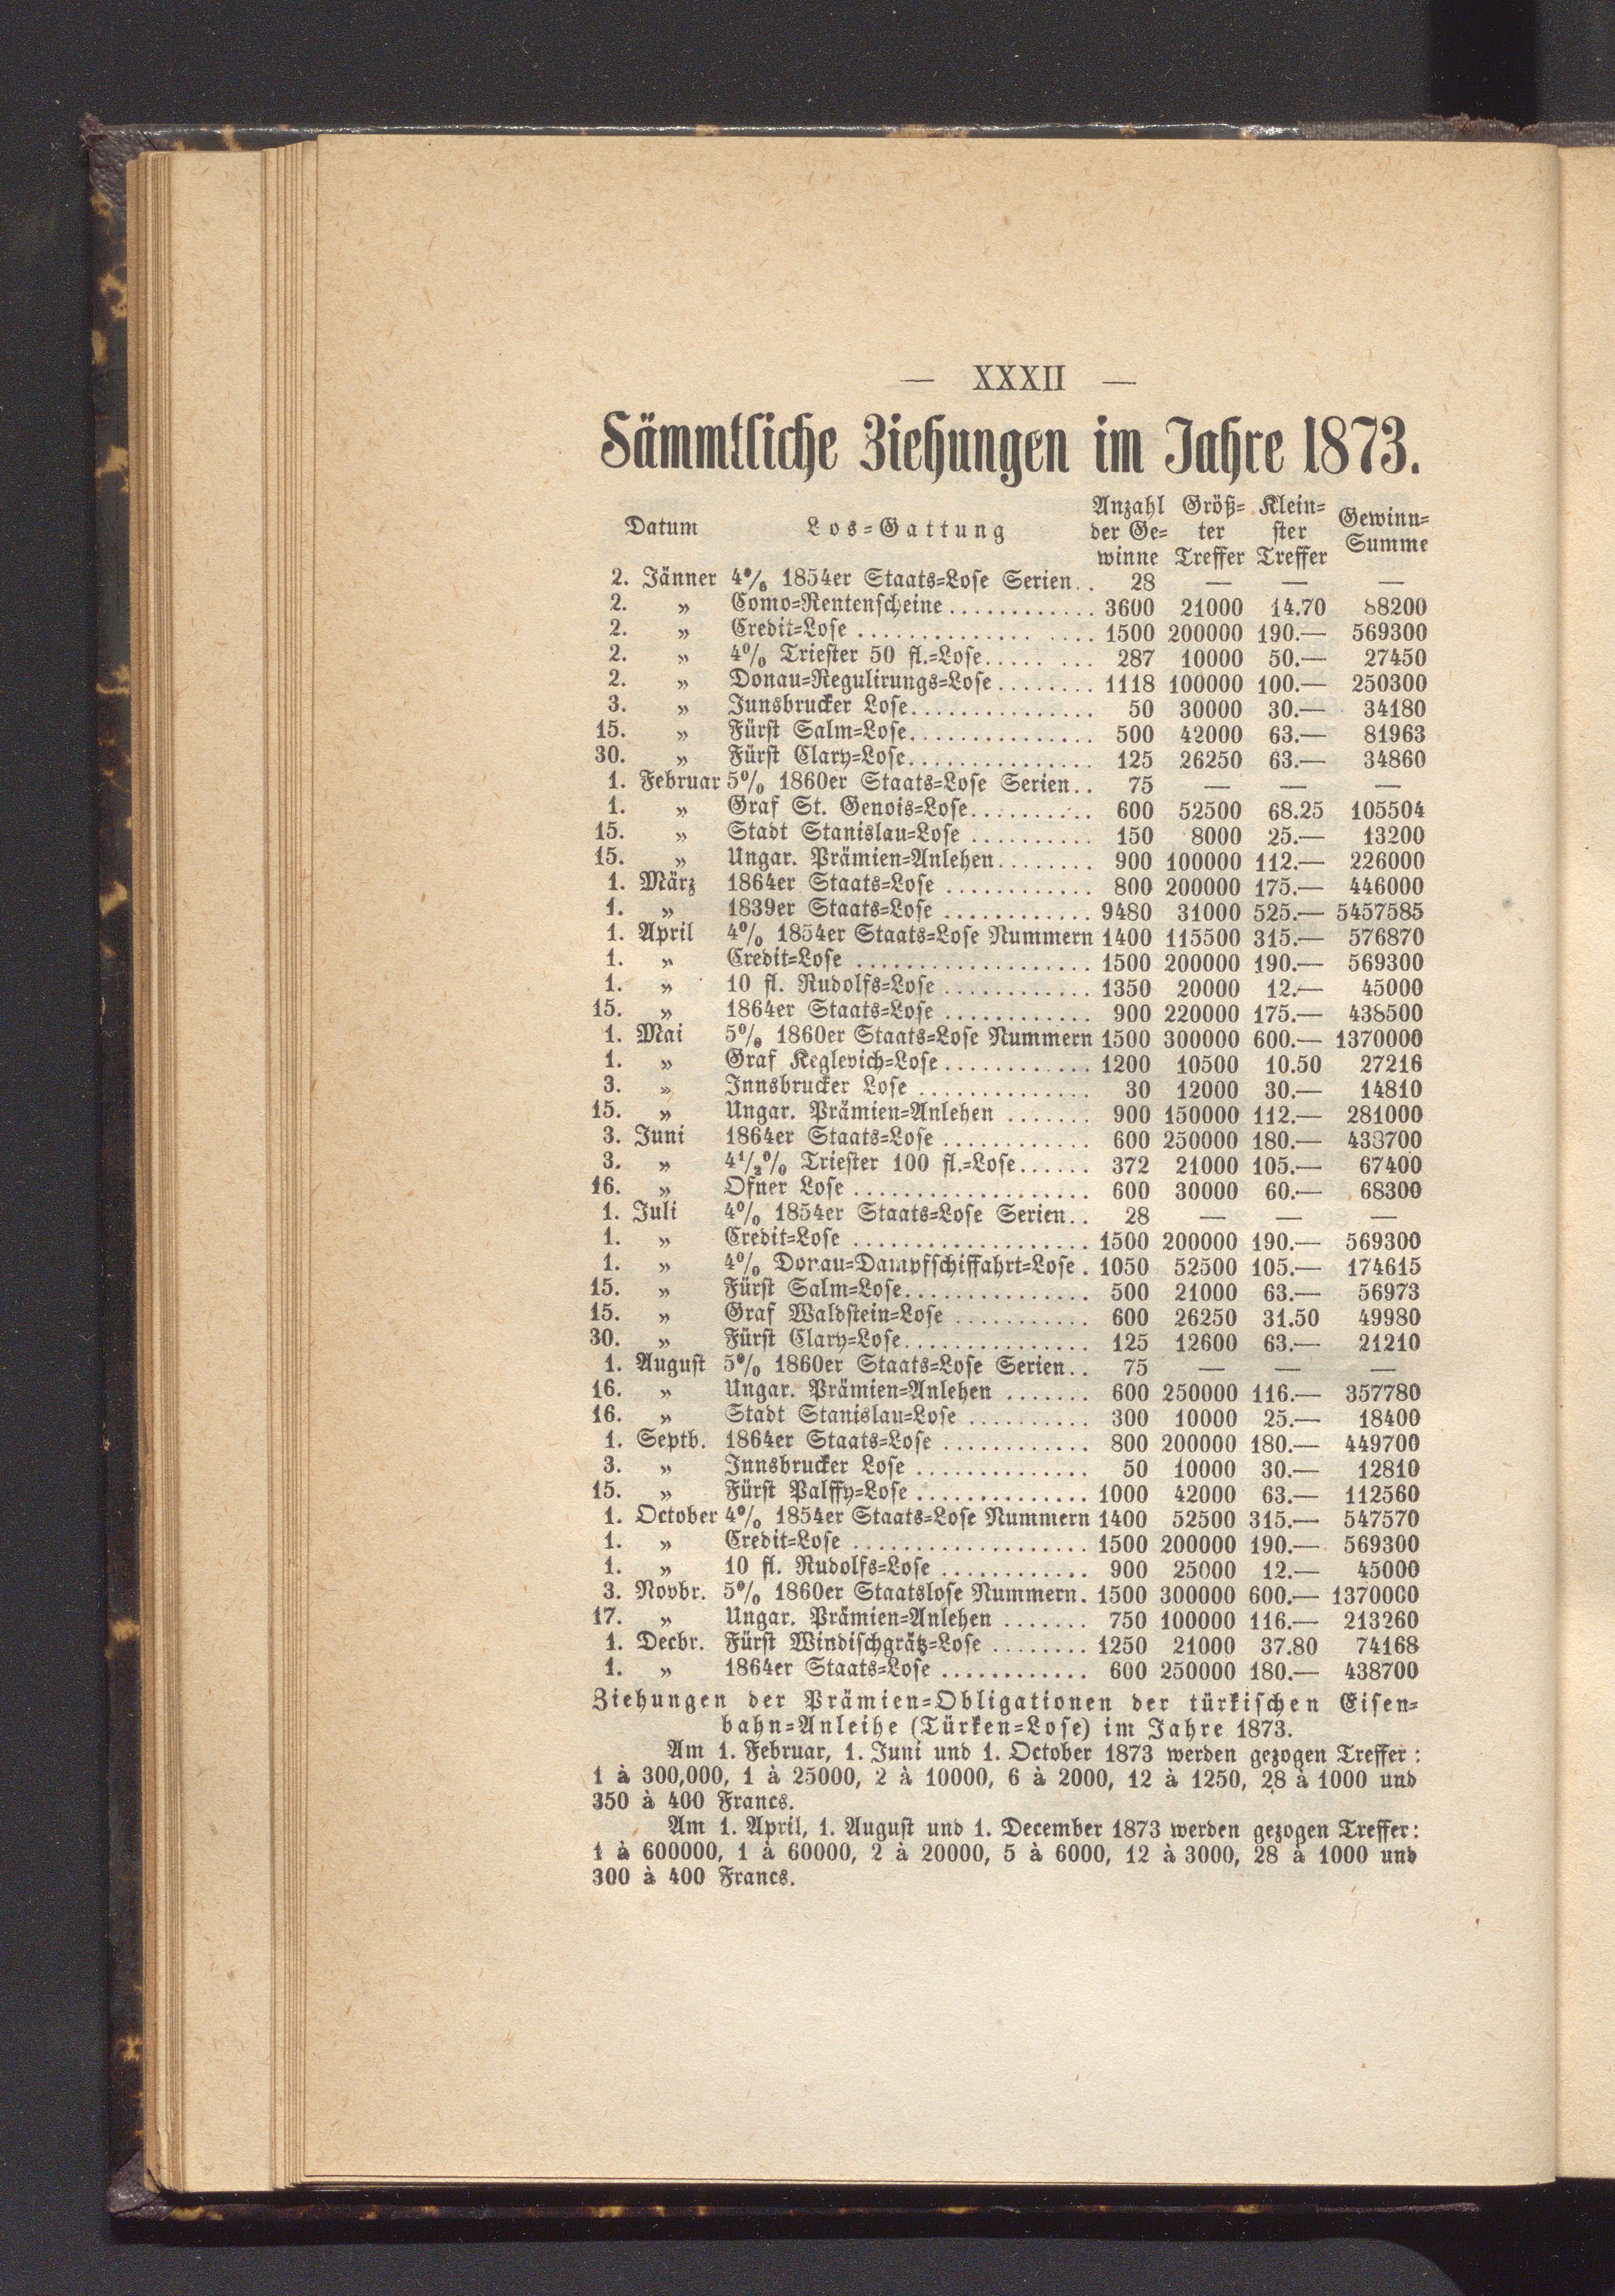 — XXXII —
Sämmtliche Ziehungen im Jahre 1873.
Datum Los-Gattung Anzahl der Ge-winne Größ-ter Treffer Klein-ster Treffer Gewinn-Summe
2. Jänner 4% 1854er Staats-Lose Serien.. 28 — — —
2. „ Como-Rentenscheine............ 3600 21000 14.70 88200
2. „ Credit-Lose .................. 1500 200000 190.— 569300
2. „ 4% Triester 50 fl.-Lose........ 287 10000 50.— 27450
2. „ Donau-Regulirungs-Lose........ 1118 100000 100.— 250300
3. „ Junsbrucker Lose............... 50 30000 30.— 34180
15. „ Fürst Salm-Lose............... 500 42000 63.— 81963
30. „ Fürst Clary-Lose............... 125 26250 63.— 34860
1. Februar 5% 1860er Staats-Lose Serien.. 75 — — —
1. „ Graf St. Genois-Lose.......... 600 52500 68.25 105504
15. „ Stadt Stanislau-Lose .......... 150 8000 25.— 13200
15. „ Ungar. Prämien-Anlehen........ 900 100000 112.— 226000
1. März 1864er Staats-Lose ............ 800 200000 175.— 446000
1. „ 1839er Staats-Lose ............ 9480 31000 525.— 5457585
1. April 4% 1854er Staats-Lose Nummern 1400 115500 315.— 576870
1. „ Credit-Lose ................... 1500 200000 190.— 569300
1. „ 10 fl. Rudolfs-Lose ............ 1350 20000 12.— 45000
15. „ 1864er Staats-Lose ............ 900 220000 175.— 438500
1. Mai 5% 1860er Staats-Lose Nummern 1500 300000 600.— 1370000
1. „ Graf Keglevich-Lose............ 1200 10500 10.50 27216
3. „ Innsbrucker Lose .............. 30 12000 30.— 14810
15. „ Ungar. Prämien-Anlehen ....... 900 150000 112.— 281000
3. Juni 1864er Staats-Lose ............ 600 250000 180.— 438700
3. „ 4½% Triester 100 fl.-Lose...... 372 21000 105.— 67400
16. „ Ofner Lose ................... 600 30000 60.— 68300
1. Juli 4% 1854er Staats-Lose Serien.. 28 — — —
1. „ Credit-Lose ................... 1500 200000 190.— 569300
1. „ 4% Donau-Dampfschiffahrt-Lose. 1050 52500 105.— 174615
15. „ Fürst Salm-Lose............... 500 21000 63.— 56973
15. „ Graf Waldstein-Lose ........... 600 26250 31.50 49980
30. „ Fürst Clary-Lose............... 125 12600 63.— 21210
1. August 5% 1860er Staats-Lose Serien.. 75 — — —
16. „ Ungar. Prämien-Anlehen ....... 600 250000 116.— 357780
16. „ Stadt Stanislau-Lose .......... 300 10000 25.— 18400
1. Septb. 1864er Staats-Lose ............ 800 200000 180.— 449700
3. „ Innsbrucker Lose .............. 50 10000 30.— 12810
15. „ Fürst Palffy-Lose .............. 1000 42000 63.— 112560
1. October 4% 1854er Staats-Lose Nummern 1400 52500 315.— 547570
1. „ Credit-Lose ................... 1500 200000 190.— 569300
1. „ 10 fl. Rudolfs-Lose ............ 900 25000 12.— 45000
3. Novbr. 5% 1860er Staatslose Nummern. 1500 300000 600.— 1370000
17. „ Ungar. Prämien-Anlehen ....... 750 100000 116.— 213260
1. Decbr. Fürst Windischgrätz-Lose ........ 1250 21000 37.80 74168
1. „ 1864er Staats-Lose ............ 600 250000 180.— 438700
Ziehungen der Prämien-Obligationen der türkischen Eisen-
bahn-Anleihe (Türken-Lose) im Jahre 1873.
Am 1. Februar, 1. Juni und 1. October 1873 werden gezogen Treffer:
1 à 300,000, 1 à 25000, 2 à 10000, 6 à 2000, 12 à 1250, 28 à 1000 und
350 à 400 Francs.
Am 1. April, 1. August und 1. December 1873 werden gezogen Treffer:
1 à 600000, 1 à 60000, 2 à 20000, 5 à 6000, 12 à 3000, 28 à 1000 und
300 à 400 Francs.